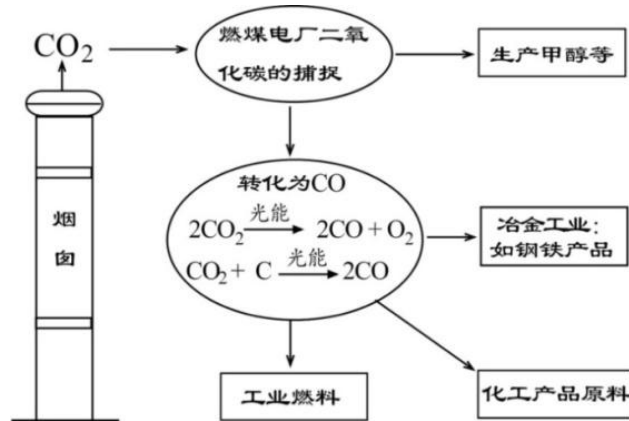 CO₂
燃煤电厂二氧
化碳的捕捉
生产甲醇等
烟
囱
转化为CO
2CO₂ 光能→ 2CO + O₂
CO₂ + C 光能→ 2CO
冶金工业:
如钢铁产品
工业燃料
化工产品原料